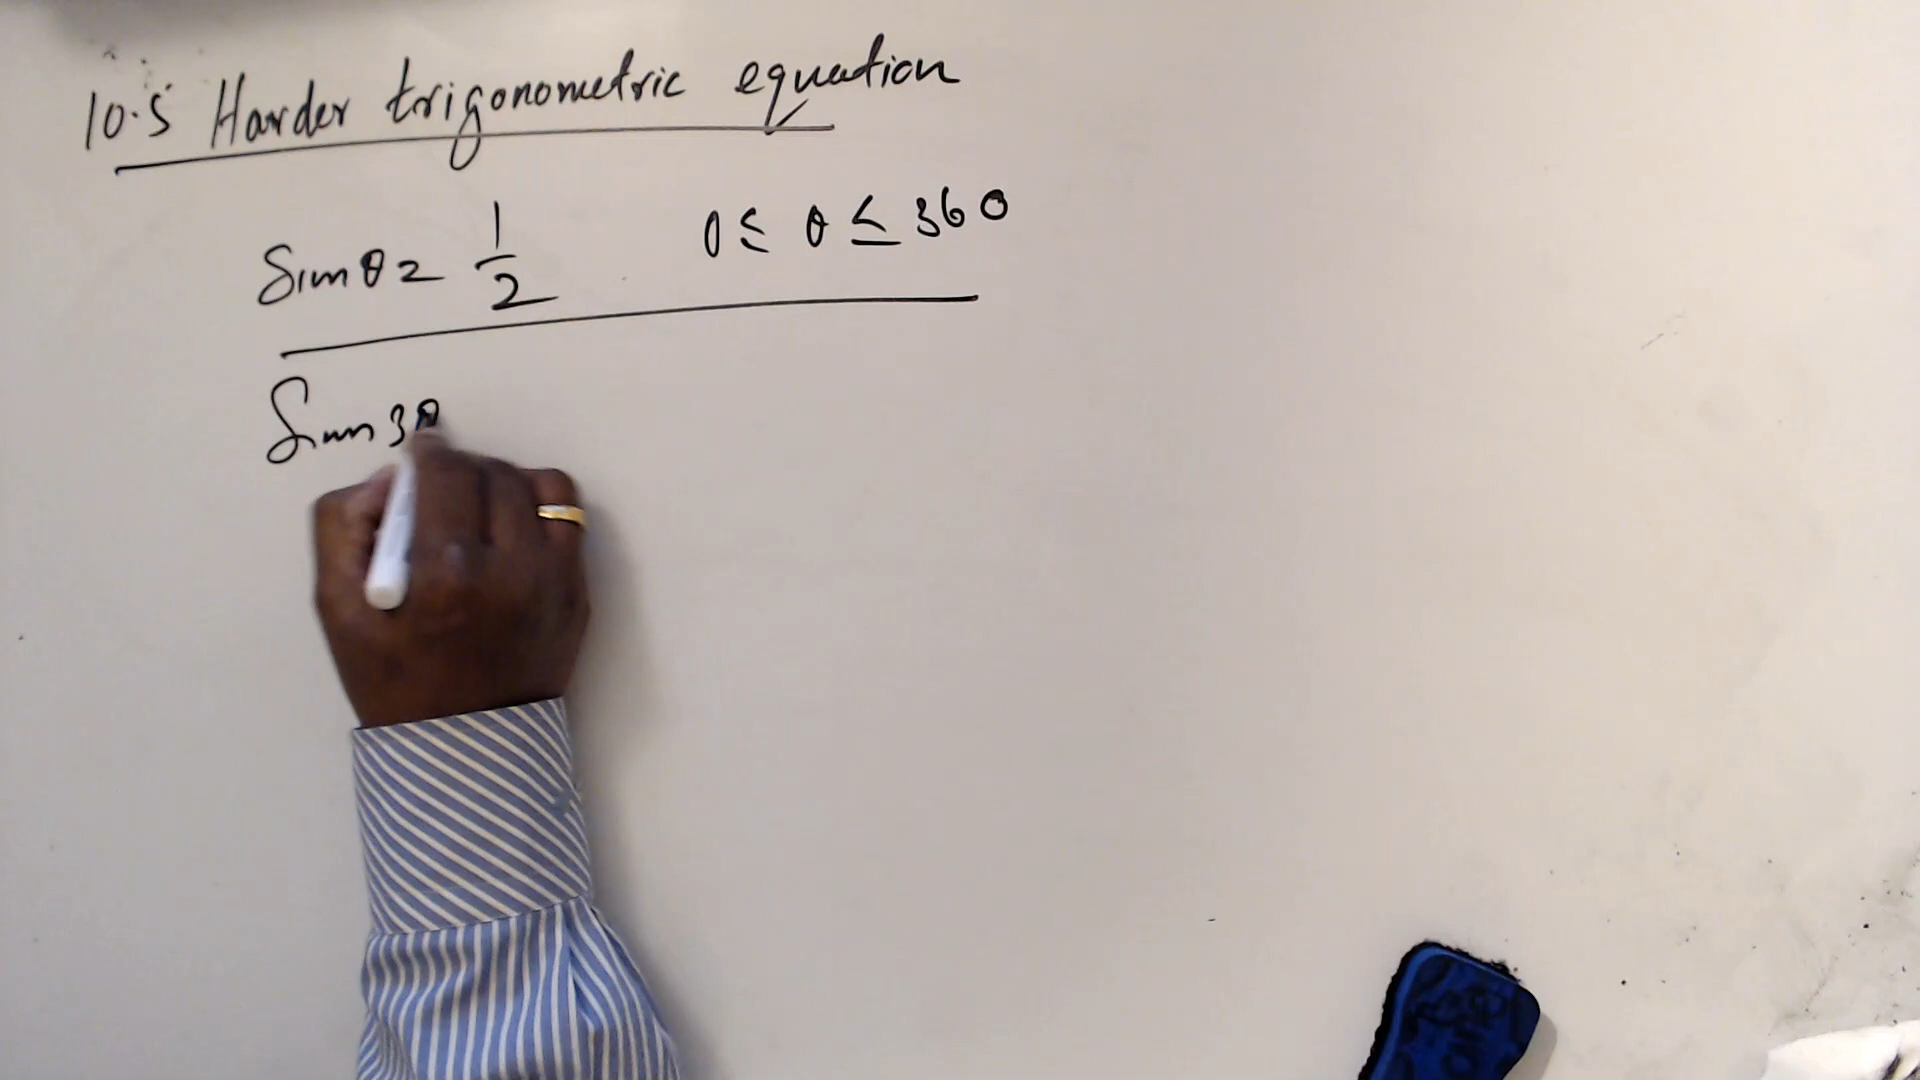 10.5 Harder trigonometric equation
Sin θ = 1/2 0 ≤ θ ≤ 360
Sin 3θ